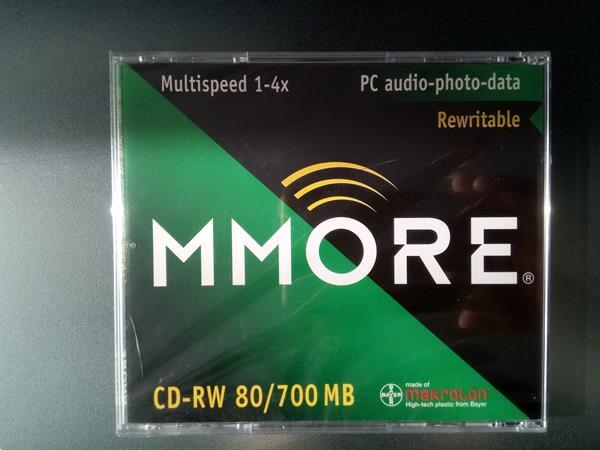 Multispeed 1-4x
PC audio-photo-data
Rewritable
MMORE®
CD-RW 80/700 MB
BAYER
made of
makrolon
High-tech plastic from Bayer
MMORE